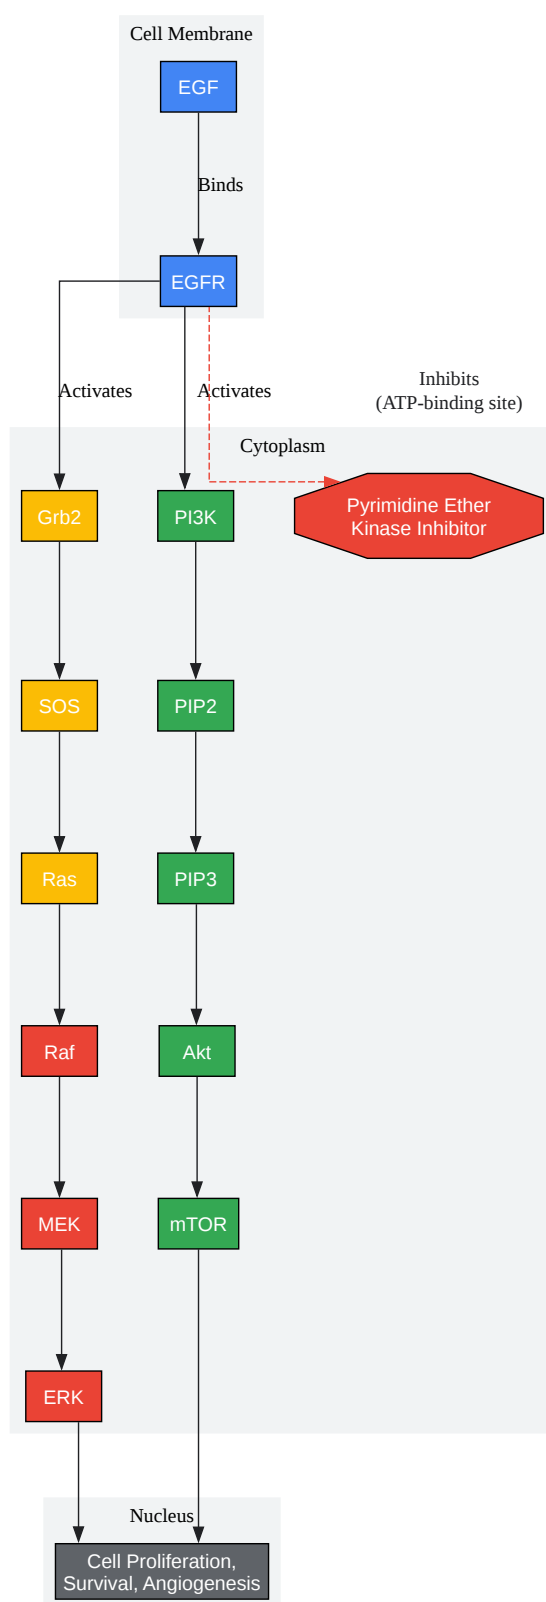 Cell Membrane
EGF
Binds
EGFR
Activates
Activates
Inhibits
(ATP-binding site)
Cytoplasm
Grb2
PI3K
Pyrimidine Ether
Kinase Inhibitor
SOS
PIP2
Ras
PIP3
Raf
Akt
MEK
mTOR
ERK
Nucleus
Cell Proliferation,
Survival, Angiogenesis